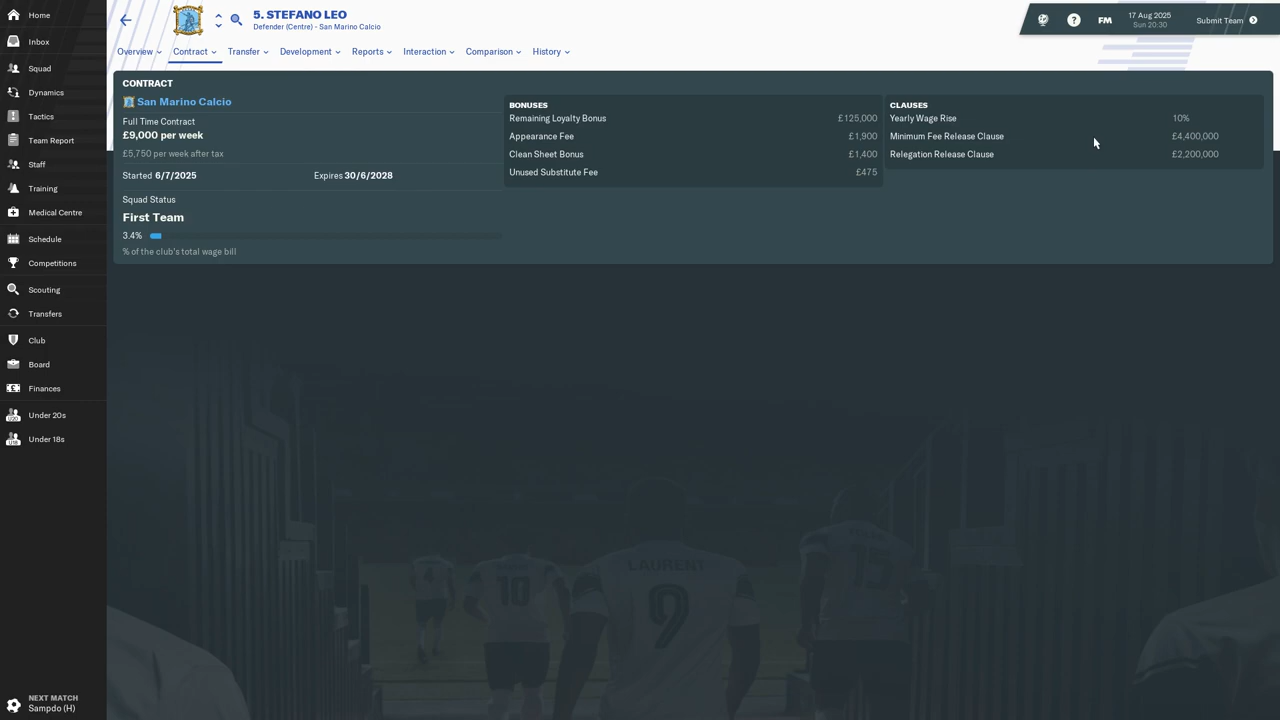 Home
Inbox
Squad
Dynamics
Tactics
Team Report
Staff
Training
Medical Centre
Schedule
Competitions
Scouting
Transfers
Club
Board
Finances
Under 20s
Under 18s
NEXT MATCH
Sampdo (H)
5. STEFANO LEO
Defender (Centre) - San Marino Calcio
FM
17 Aug 2025
Sun 20:30
Submit Team
Overview
Contract
Transfer
Development
Reports
Interaction
Comparison
History
CONTRACT
San Marino Calcio
Full Time Contract
£9,000 per week
£5,750 per week after tax
Started 6/7/2025
Expires 30/6/2028
Squad Status
First Team
3.4%
% of the club's total wage bill
BONUSES
Remaining Loyalty Bonus £125,000
Appearance Fee £1,900
Clean Sheet Bonus £1,400
Unused Substitute Fee £475
CLAUSES
Yearly Wage Rise 10%
Minimum Fee Release Clause £4,400,000
Relegation Release Clause £2,200,000
LAURENT
9
10
15